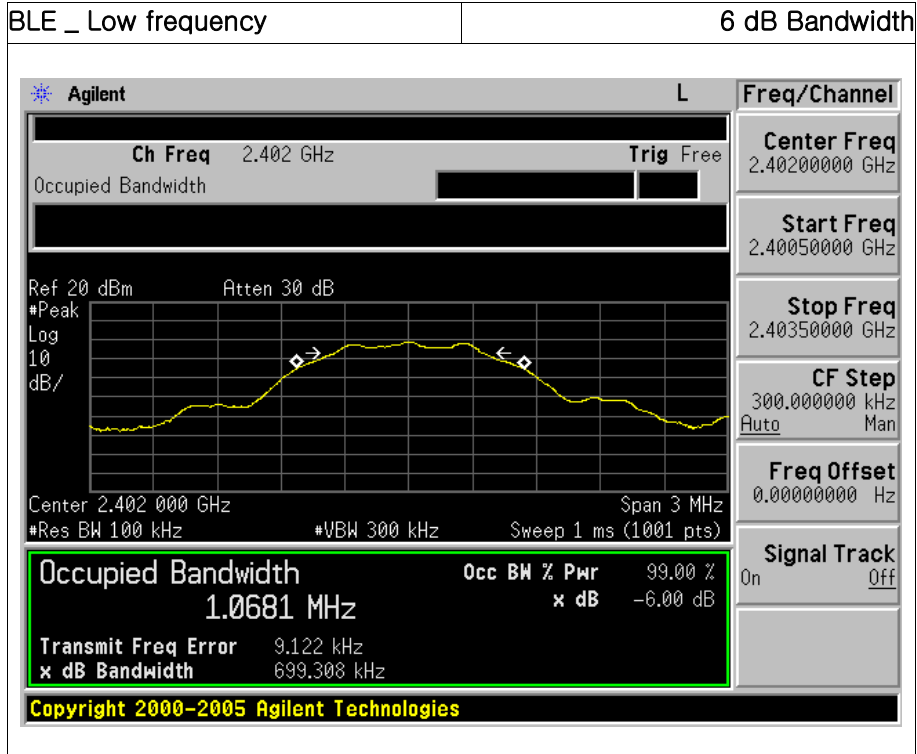 BLE _ Low frequency 6 dB Bandwidth
Agilent L Freq/Channel
Ch Freq 2.402 GHz Trig Free
Occupied Bandwidth
Center Freq
2.40200000 GHz
Start Freq
2.40050000 GHz
Stop Freq
2.40350000 GHz
CF Step
300.000000 kHz
Auto Man
Freq Offset
0.00000000 Hz
Signal Track
On Off
Ref 20 dBm Atten 30 dB
#Peak
Log
10
dB/
Center 2.402 000 GHz Span 3 MHz
#Res BW 100 kHz #VBW 300 kHz Sweep 1 ms (1001 pts)
Occupied Bandwidth Occ BW % Pwr 99.00 %
1.0681 MHz x dB -6.00 dB
Transmit Freq Error 9.122 kHz
x dB Bandwidth 699.308 kHz
Copyright 2000-2005 Agilent Technologies